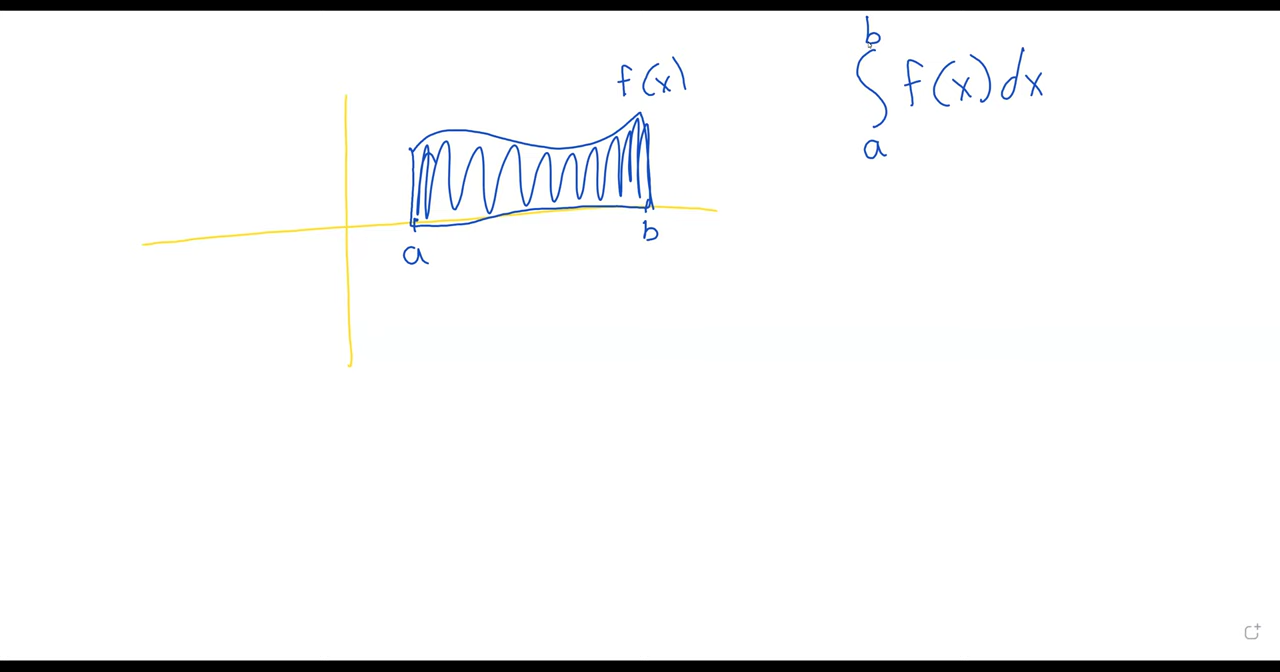 f(x)
a
b
b
∫ f(x) dx
a